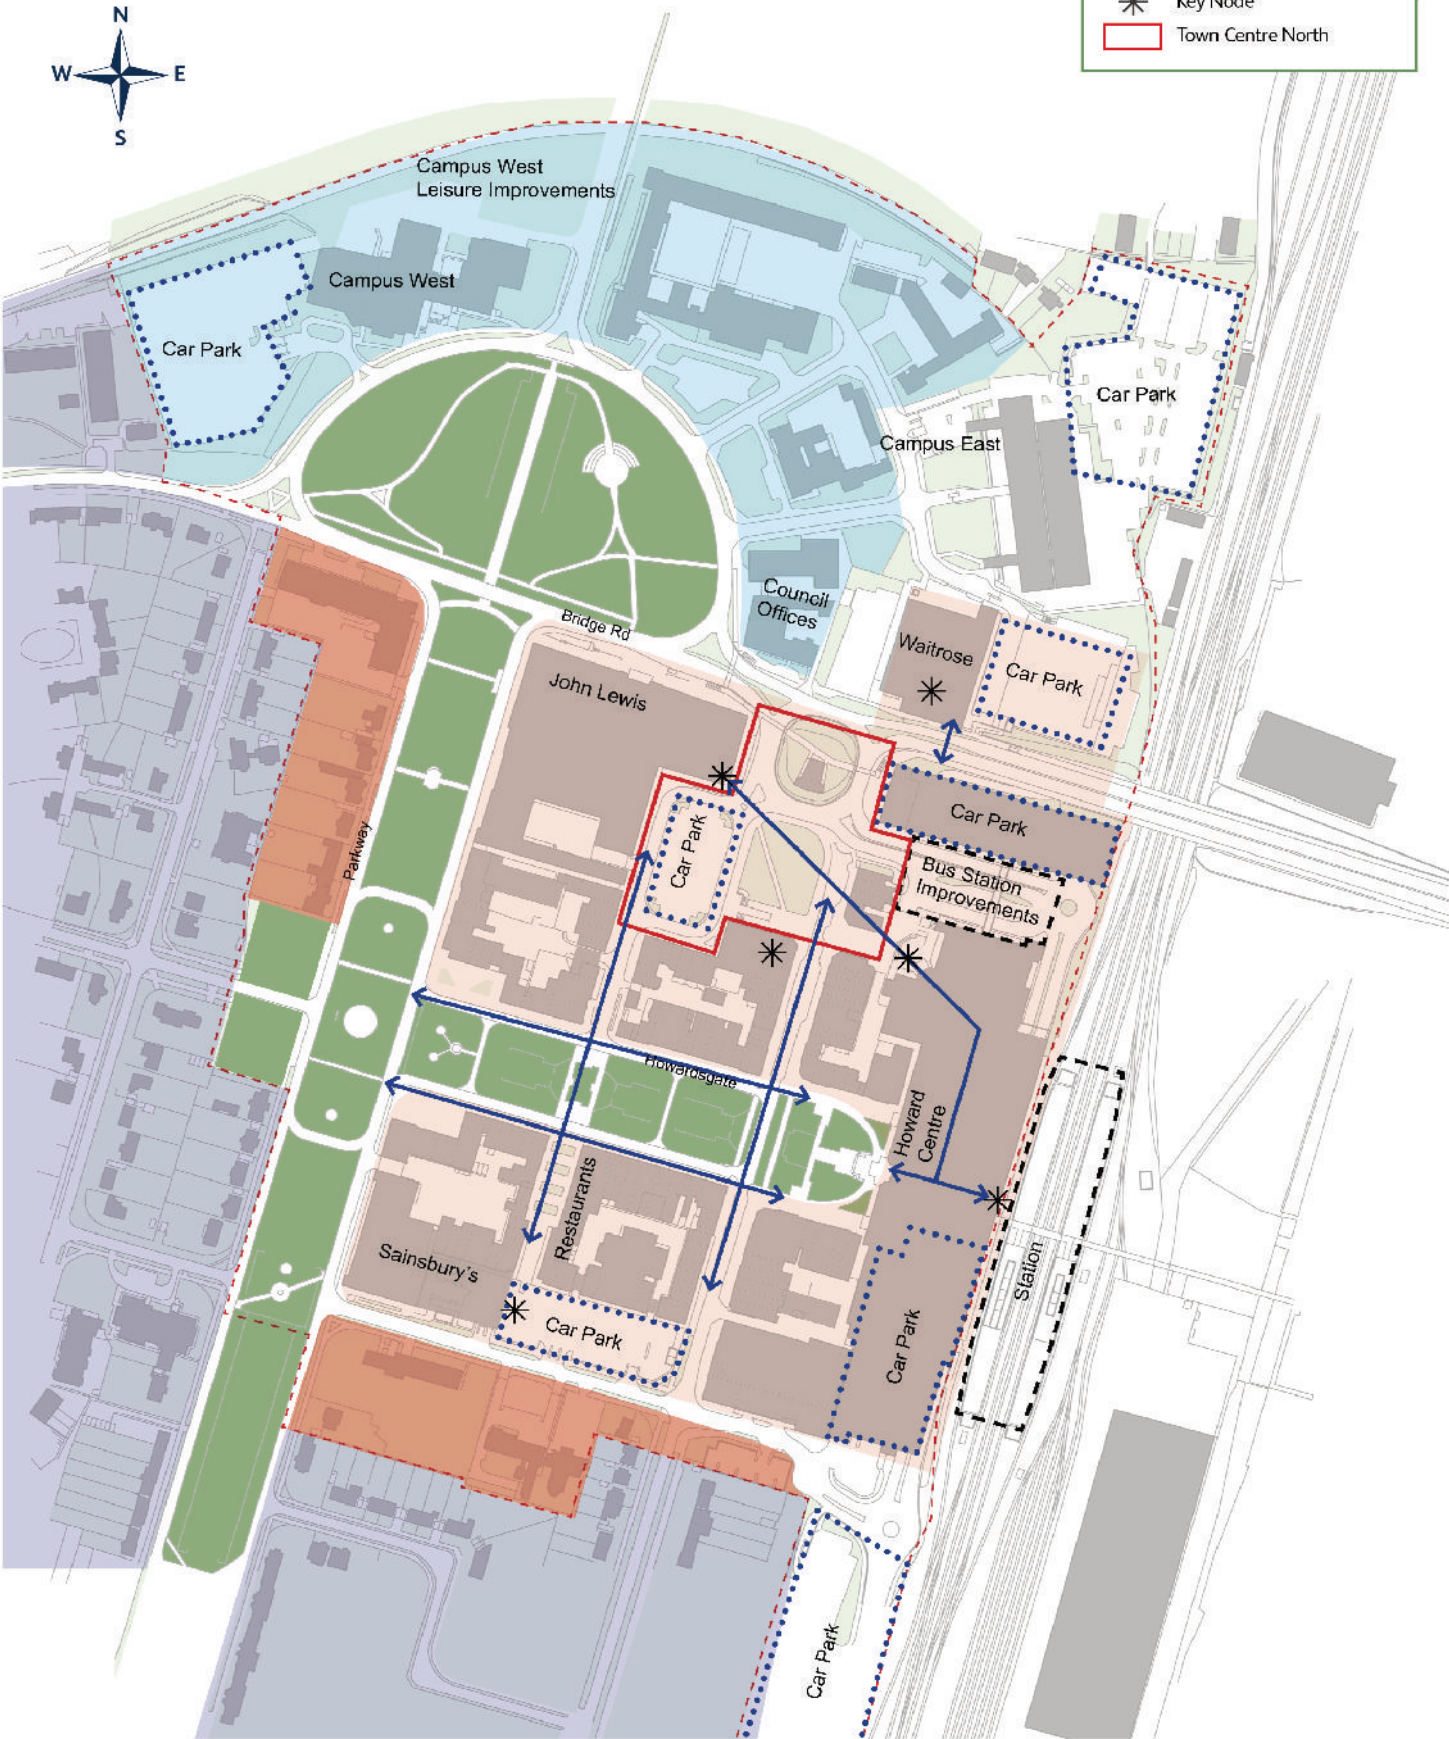 Key Node
Town Centre North
N
W
E
S
Campus West
Leisure Improvements
Campus West
Car Park
Car Park
Campus East
Council
Offices
Bridge Rd
Waitrose
Car Park
John Lewis
Car Park
Car Park
Parkway
Bus Station
Improvements
Howardsgate
Howard
Centre
Restaurants
Sainsbury's
Station
Car Park
Car Park
Car Park